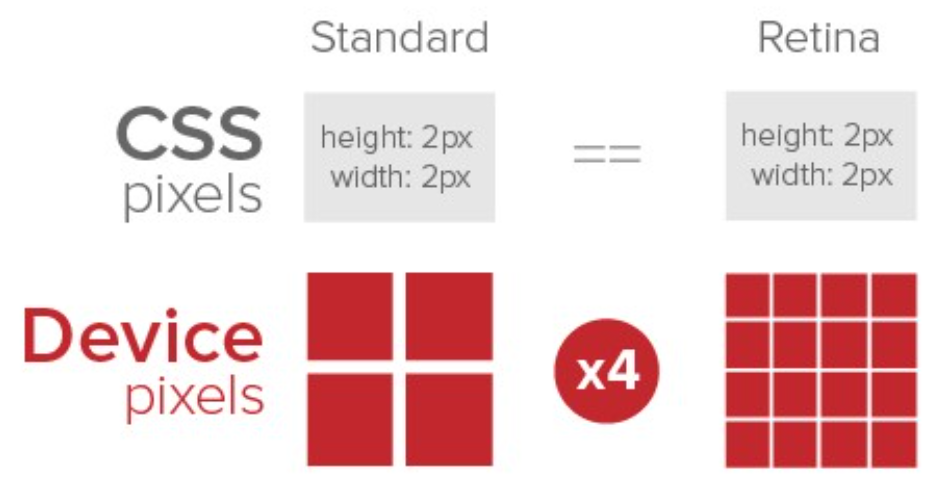 Standard
Retina
CSS
pixels
height: 2px
width: 2px
==
height: 2px
width: 2px
Device
pixels
x4